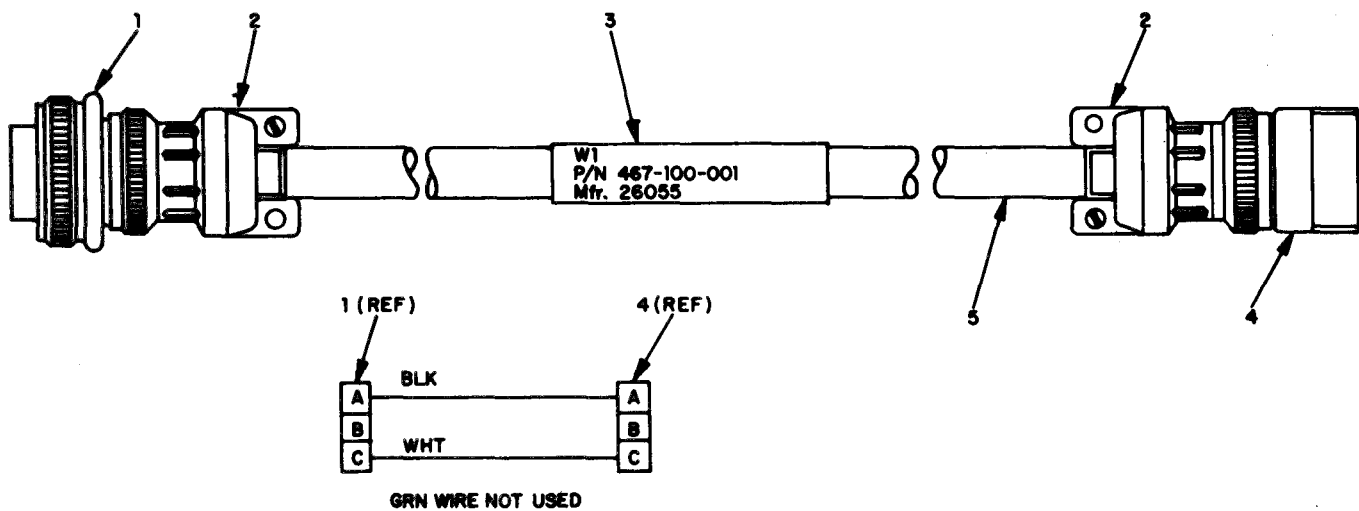 1 2 3 2
W1
P/N 467-100-001
Mfr. 26055
5 4
1 (REF) 4 (REF)
A BLK A
B B
C WHT C
GRN WIRE NOT USED